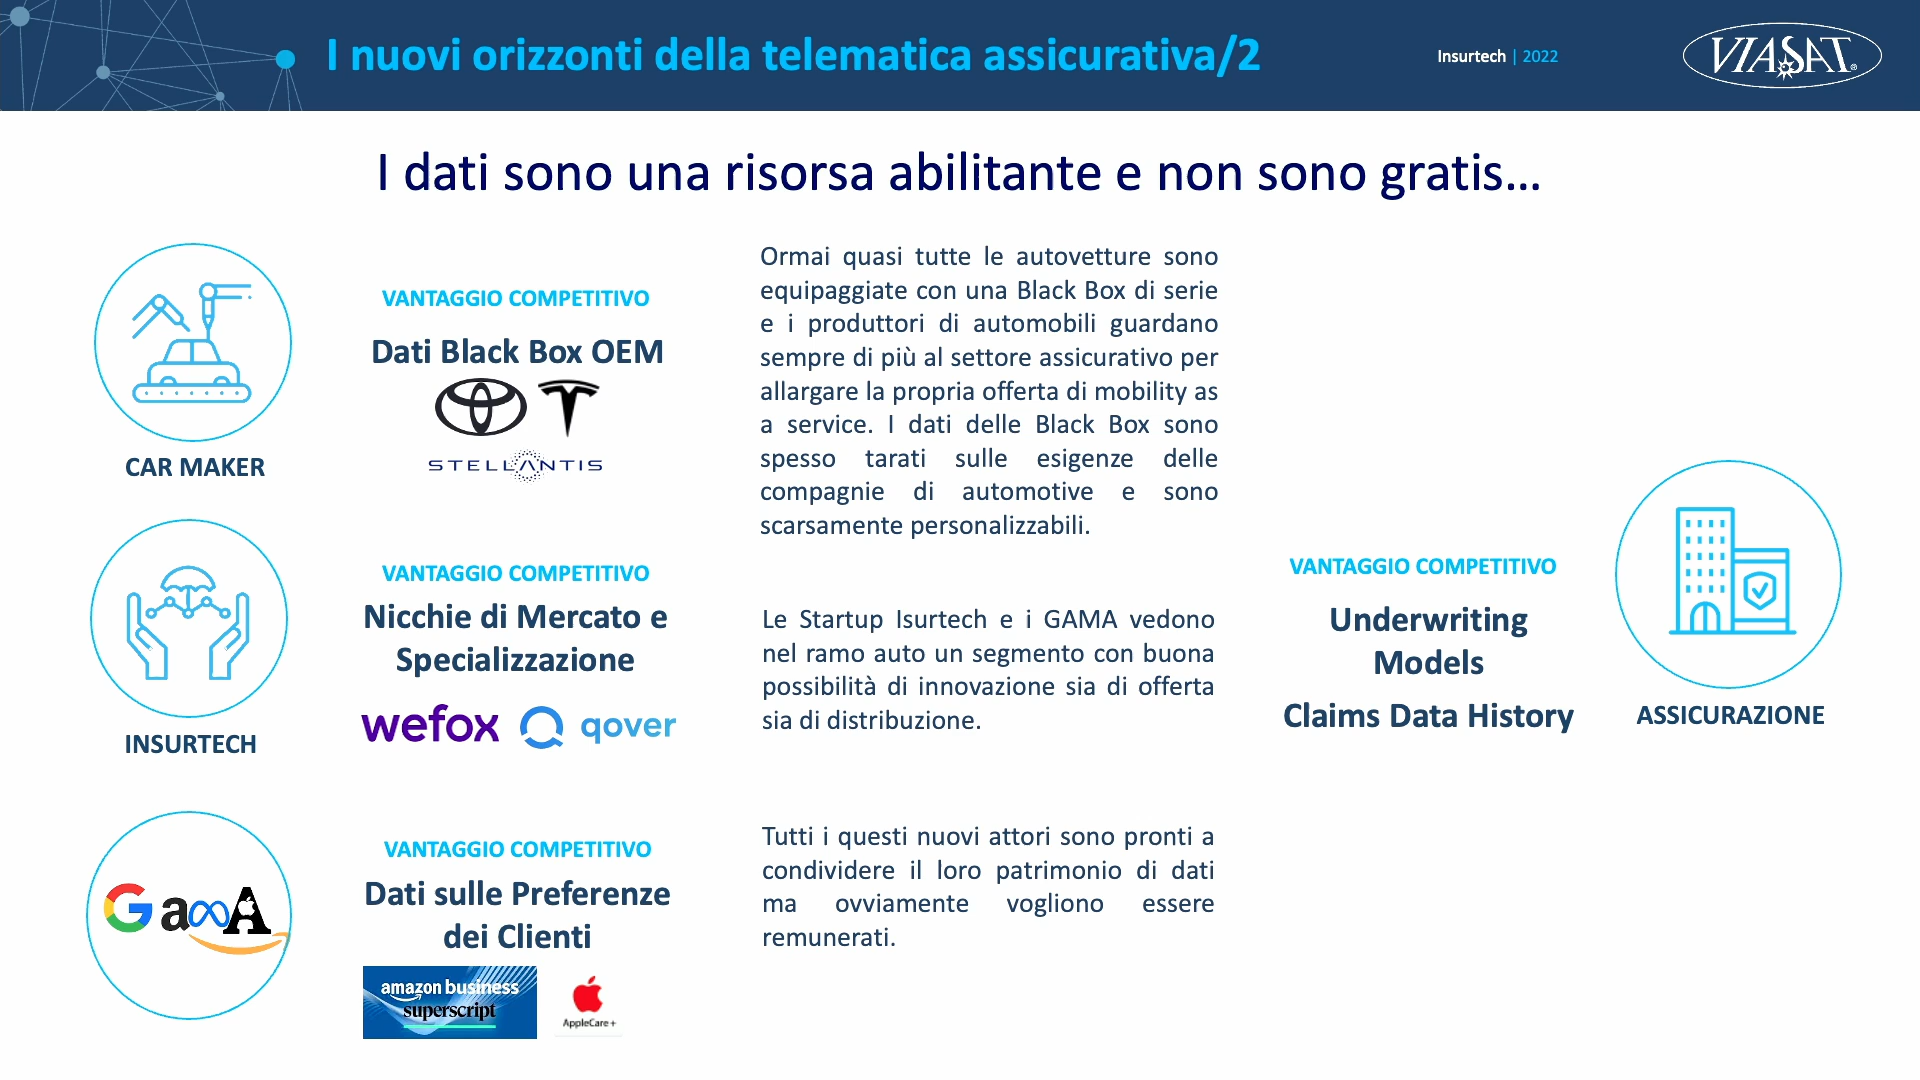 I nuovi orizzonti della telematica assicurativa/2
Insurtech | 2022
VIASAT®
I dati sono una risorsa abilitante e non sono gratis...
CAR MAKER
VANTAGGIO COMPETITIVO
Dati Black Box OEM
STELLANTIS
Ormai quasi tutte le autovetture sono
equipaggiate con una Black Box di serie
e i produttori di automobili guardano
sempre di più al settore assicurativo per
allargare la propria offerta di mobility as
a service. I dati delle Black Box sono
spesso tarati sulle esigenze delle
compagnie di automotive e sono
scarsamente personalizzabili.
INSURTECH
VANTAGGIO COMPETITIVO
Nicchie di Mercato e
Specializzazione
wefox
qover
Le Startup Isurtech e i GAMA vedono
nel ramo auto un segmento con buona
possibilità di innovazione sia di offerta
sia di distribuzione.
GaA
VANTAGGIO COMPETITIVO
Dati sulle Preferenze
dei Clienti
amazon business
superscript
AppleCare+
Tutti i questi nuovi attori sono pronti a
condividere il loro patrimonio di dati
ma ovviamente vogliono essere
remunerati.
VANTAGGIO COMPETITIVO
Underwriting
Models
Claims Data History
ASSICURAZIONE